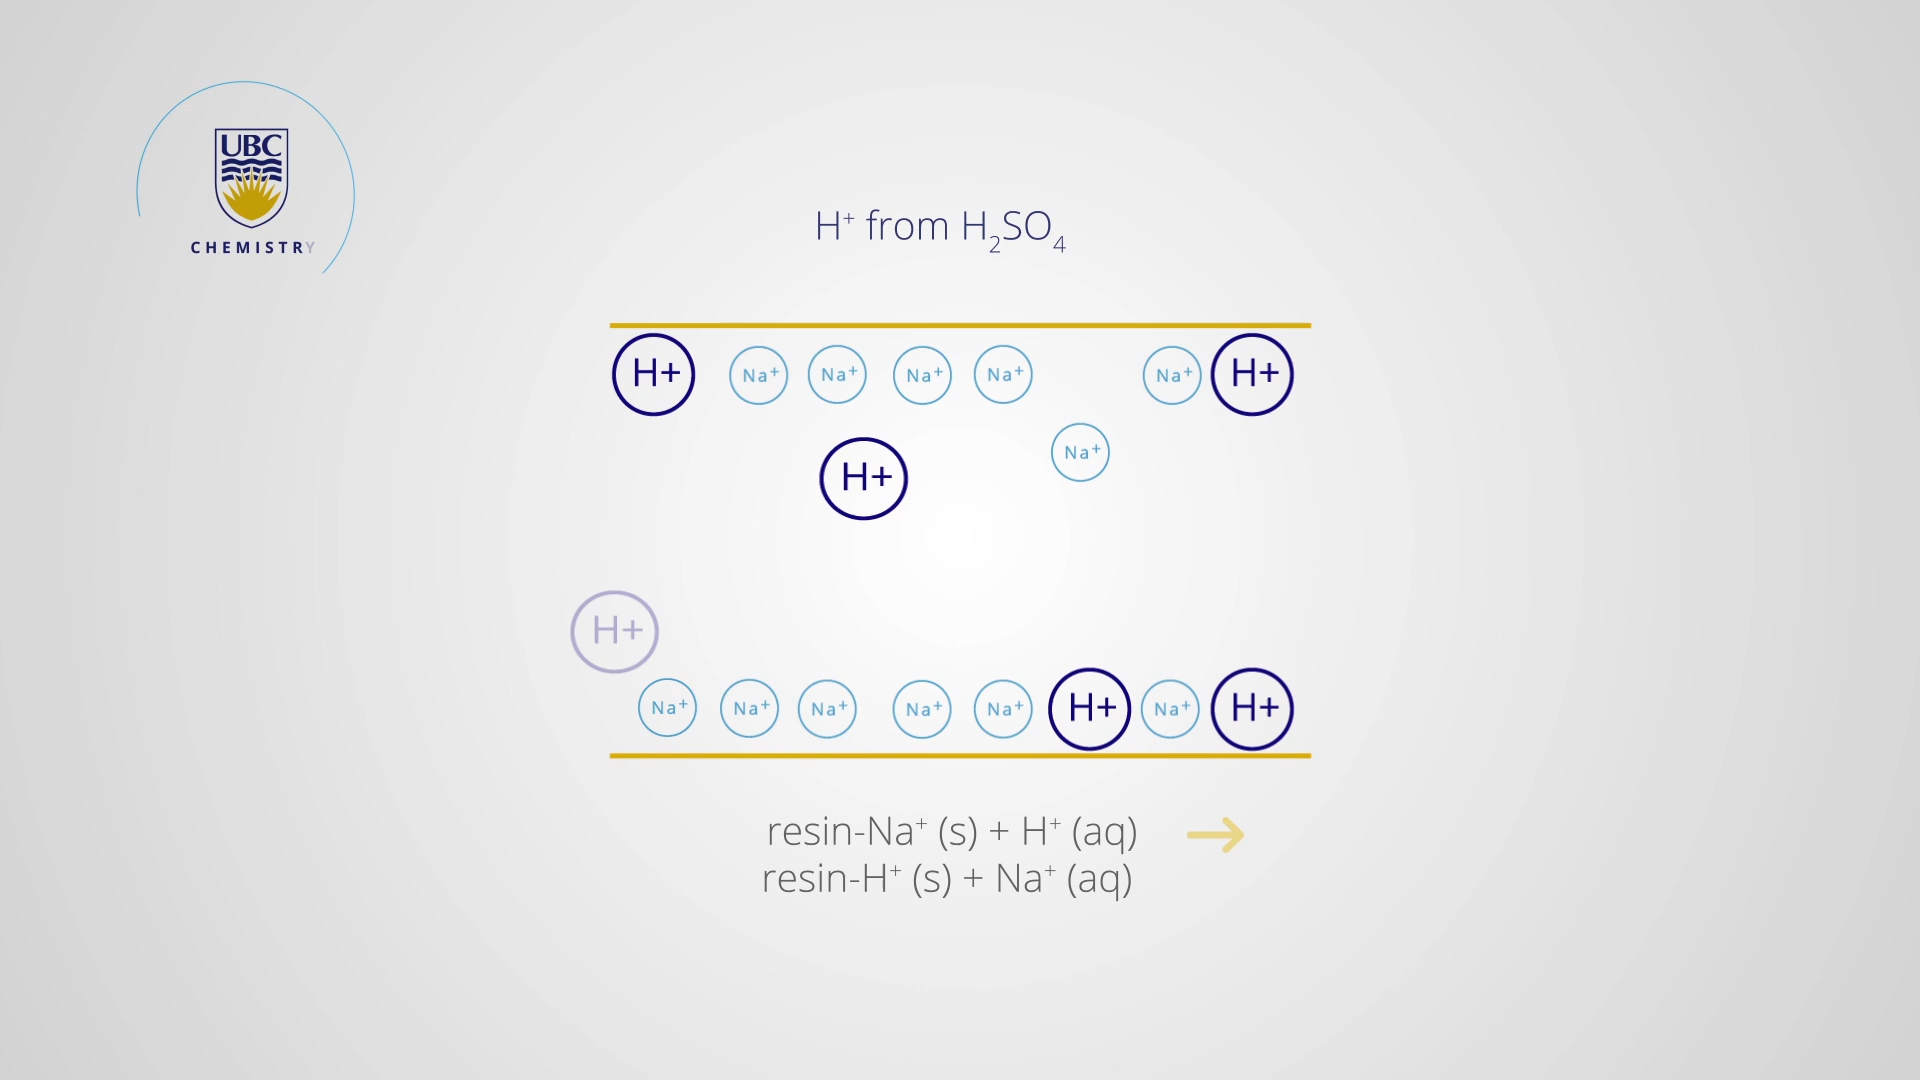 UBC
CHEMISTRY
H⁺ from H₂SO₄
H+ Na⁺ Na⁺ Na⁺ Na⁺ Na⁺ H+
Na⁺
H+
H+
Na⁺ Na⁺ Na⁺ Na⁺ Na⁺ H+ Na⁺ H+
resin-Na⁺ (s) + H⁺ (aq) →
resin-H⁺ (s) + Na⁺ (aq)